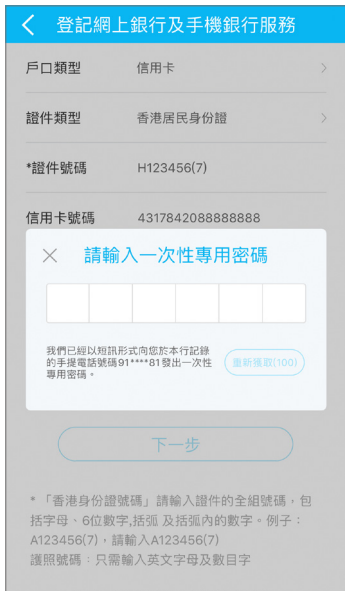 登記網上銀行及手機銀行服務
戶口類型 信用卡
證件類型 香港居民身份證
*證件號碼 H123456(7)
信用卡號碼 4317842088888888
請輸入一次性專用密碼
我們已經以短訊形式向您於本行記錄
的手提電話號碼91****81發出一次性
專用密碼。
重新獲取(100)
下一步
* 「香港身份證號碼」請輸入證件的全組號碼，包
括字母、6位數字,括弧 及括弧內的數字。例子：
A123456(7)，請輸入A123456(7)
護照號碼：只需輸入英文字母及數目字